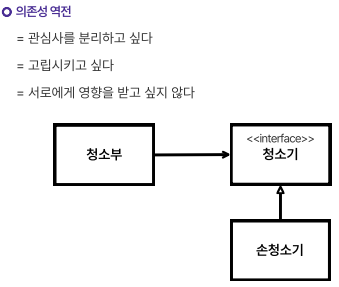 의존성 역전
= 관심사를 분리하고 싶다
= 고립시키고 싶다
= 서로에게 영향을 받고 싶지 않다
청소부
<<interface>>
청소기
손청소기